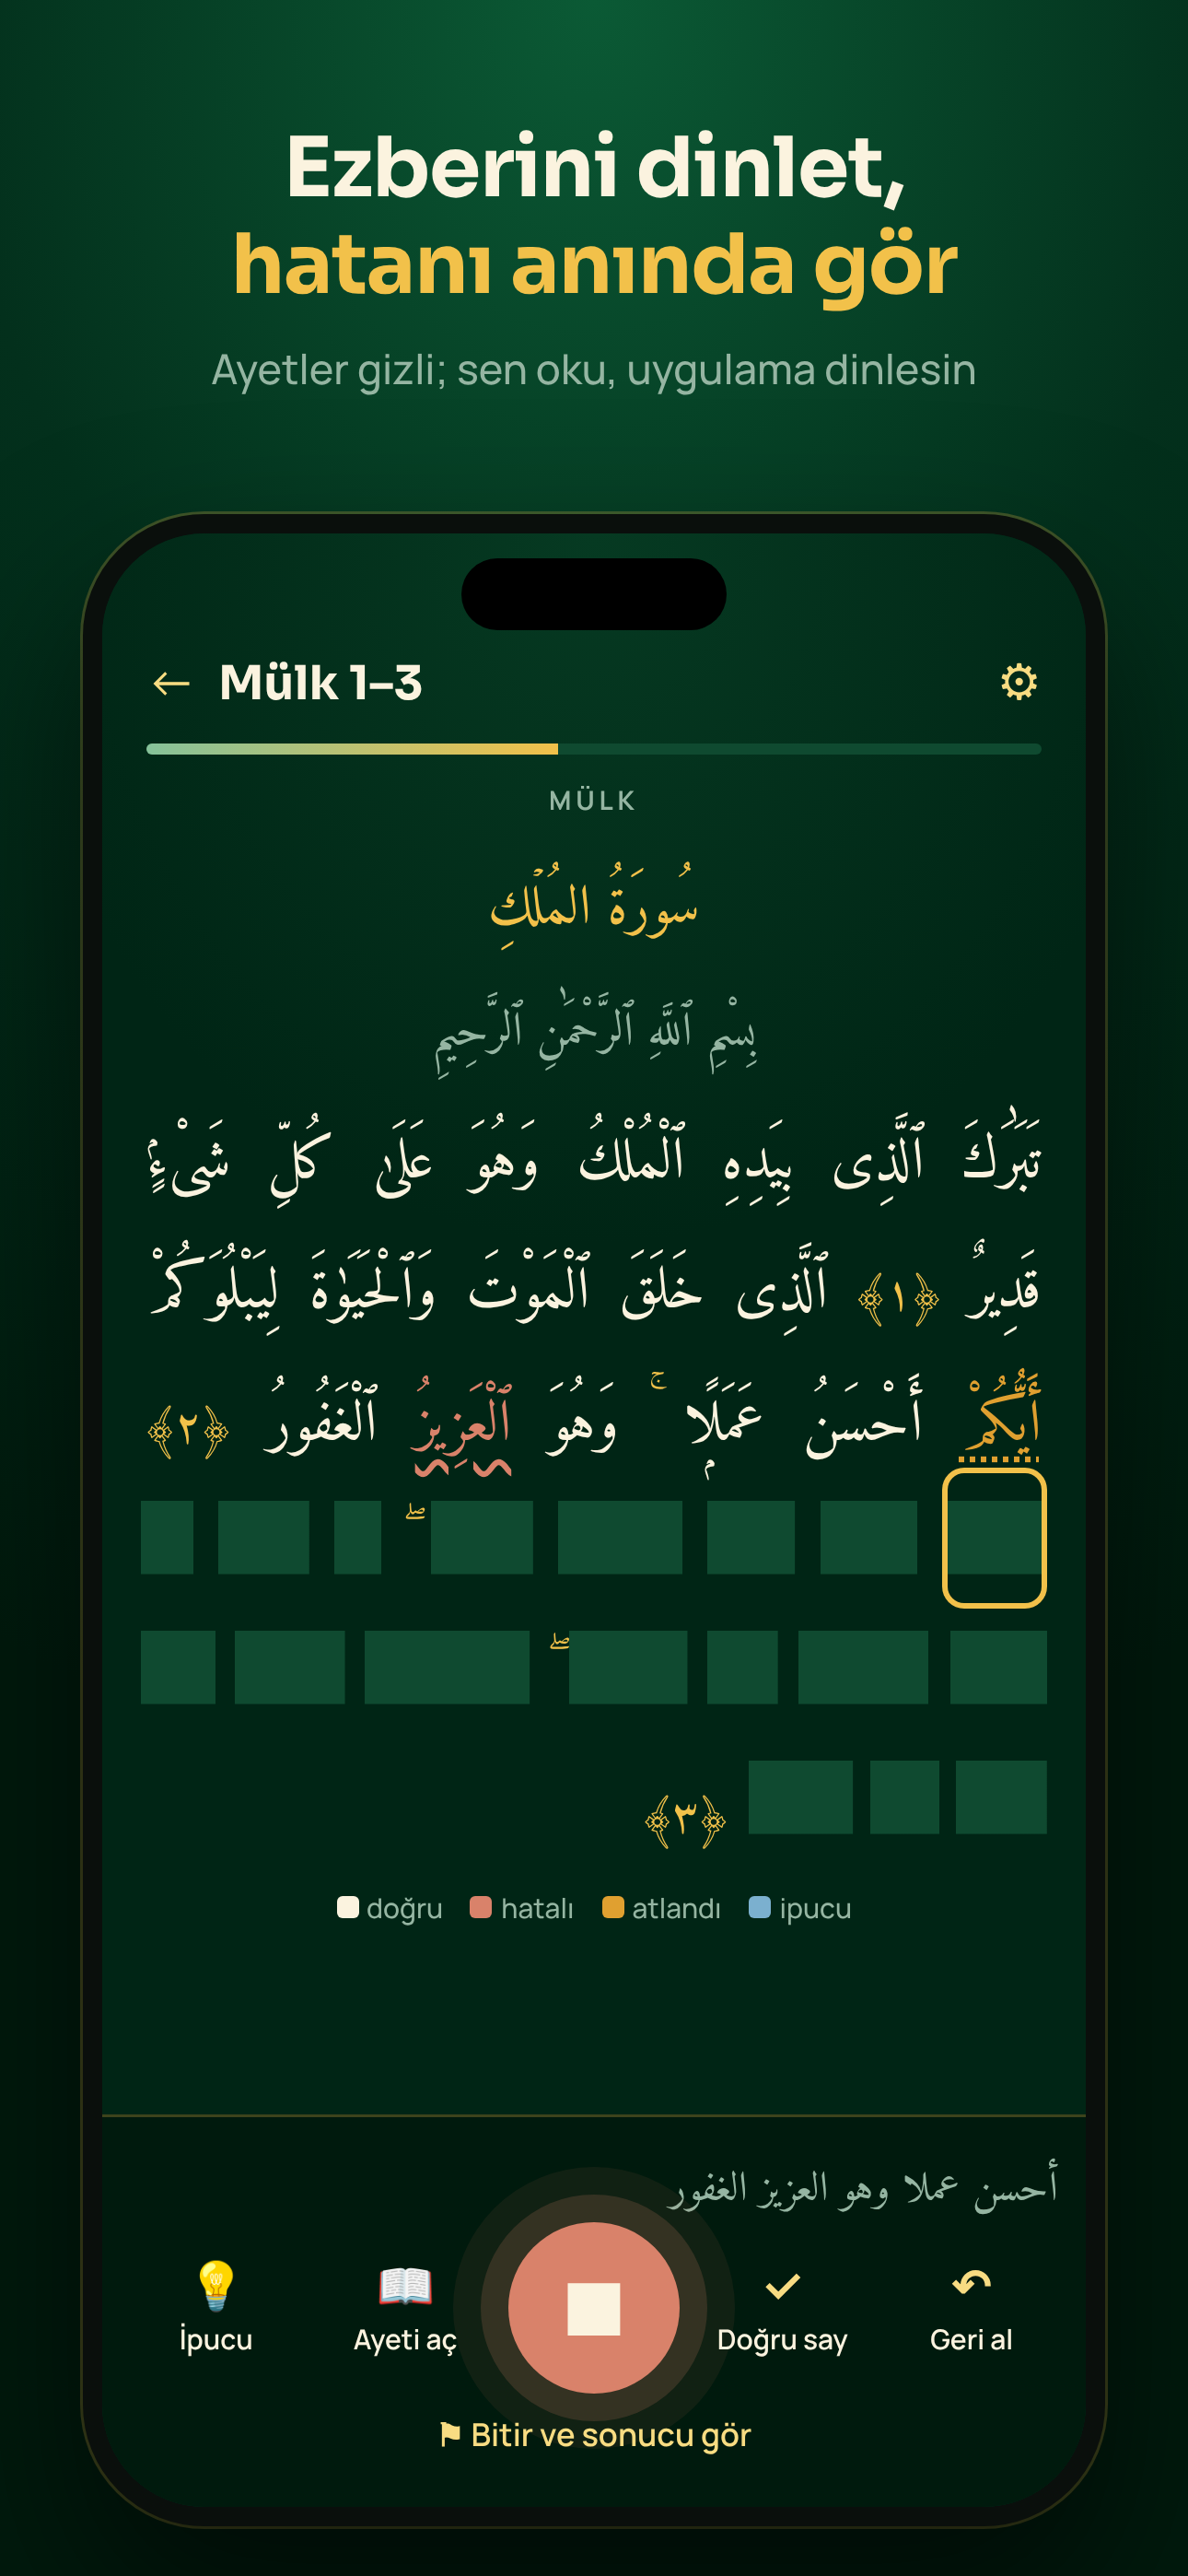 Ezberini dinlet,
hatanı anında gör
Ayetler gizli; sen oku, uygulama dinlesin
← Mülk 1–3 ⚙
MÜLK
سُورَةُ المُلْكِ
بِسْمِ ٱللَّهِ ٱلرَّحْمَٰنِ ٱلرَّحِيمِ
تَبَٰرَكَ ٱلَّذِى بِيَدِهِ ٱلْمُلْكُ وَهُوَ عَلَىٰ كُلِّ شَىْءٍۢ
قَدِيرٌ ﴿١﴾ ٱلَّذِى خَلَقَ ٱلْمَوْتَ وَٱلْحَيَوٰةَ لِيَبْلُوَكُمْ
أَيُّكُمْ أَحْسَنُ عَمَلًۭا ۚ وَهُوَ ٱلْعَزِيزُ ٱلْغَفُورُ ﴿٢﴾
ۖ
ۖ
﴿٣﴾
doğru hatalı atlandı ipucu
أحسن عملا وهو العزيز الغفور
İpucu Ayeti aç Doğru say Geri al
⚑ Bitir ve sonucu gör